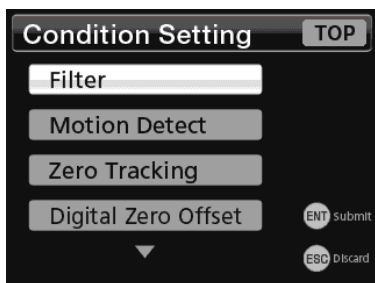 Condition Setting TOP
Filter
Motion Detect
Zero Tracking
Digital Zero Offset ENT Submit
ESC Discard